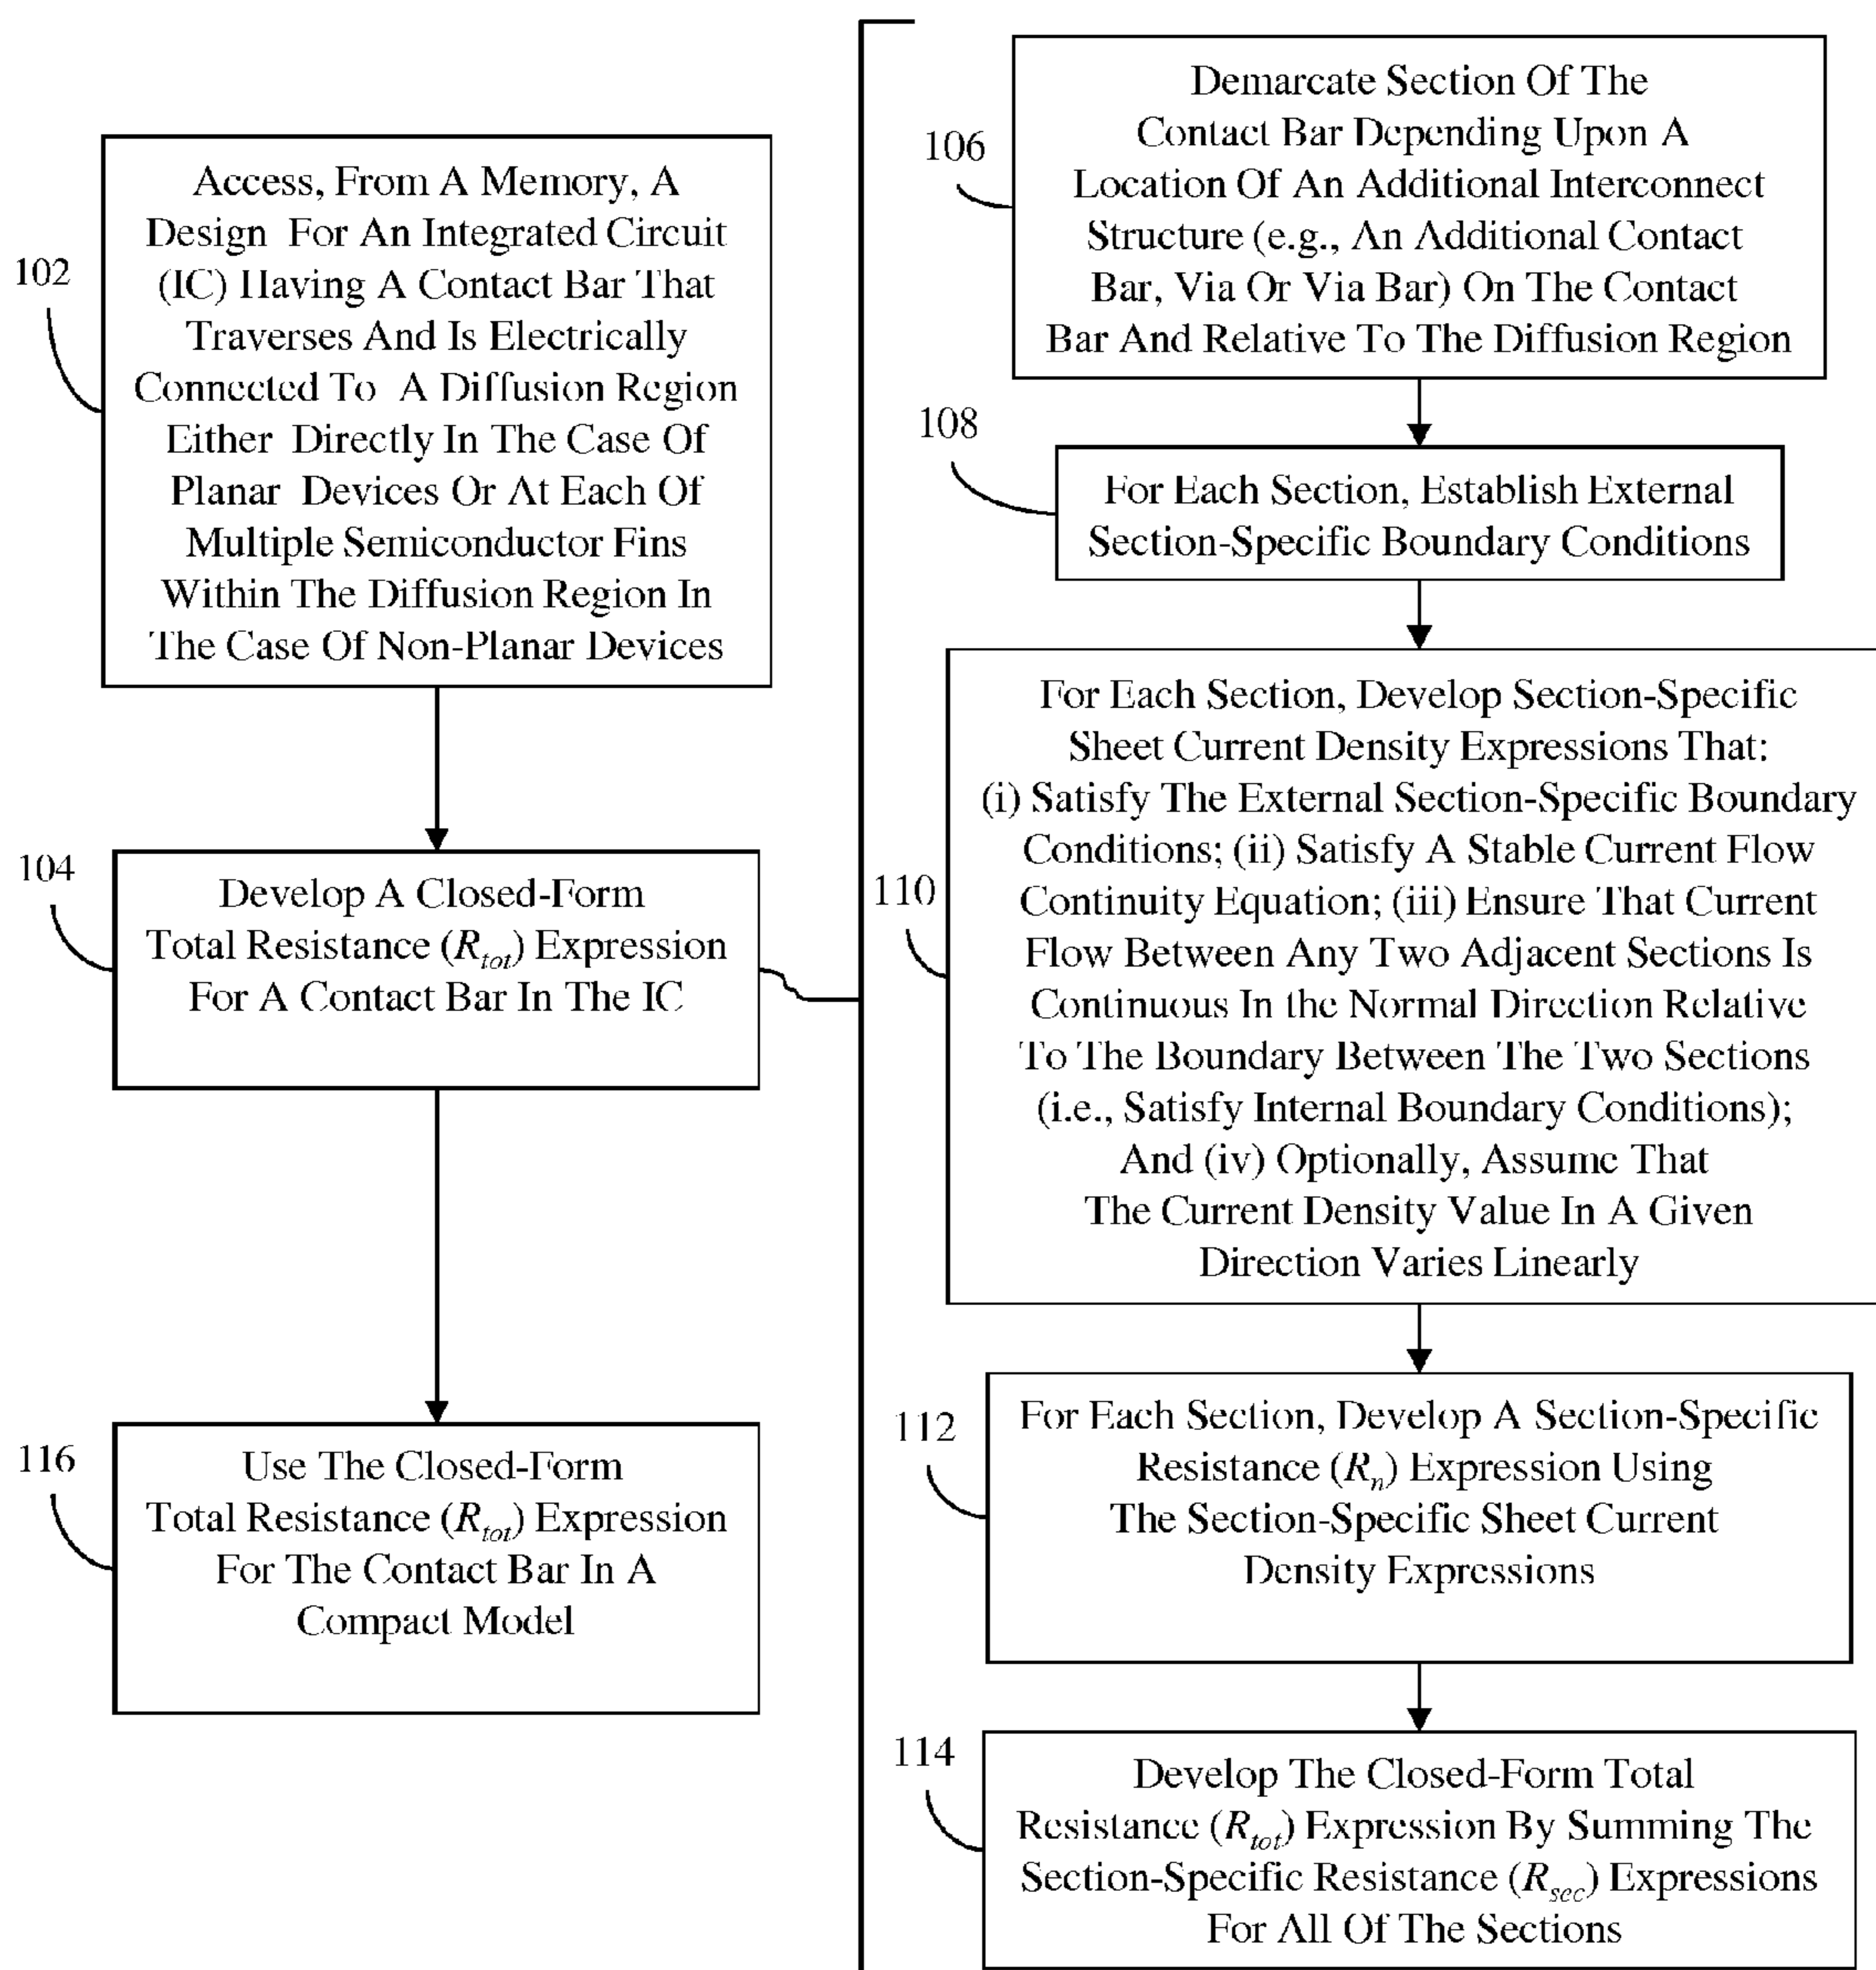 102
Access, From A Memory, A
Design For An Integrated Circuit
(IC) Having A Contact Bar That
Traverses And Is Electrically
Connected To A Diffusion Region
Either Directly In The Case Of
Planar Devices Or At Each Of
Multiple Semiconductor Fins
Within The Diffusion Region In
The Case Of Non-Planar Devices
104
Develop A Closed-Form
Total Resistance (R_tot) Expression
For A Contact Bar In The IC
116
Use The Closed-Form
Total Resistance (R_tot) Expression
For The Contact Bar In A
Compact Model
106
Demarcate Section Of The
Contact Bar Depending Upon A
Location Of An Additional Interconnect
Structure (e.g., An Additional Contact
Bar, Via Or Via Bar) On The Contact
Bar And Relative To The Diffusion Region
108
For Each Section, Establish External
Section-Specific Boundary Conditions
110
For Each Section, Develop Section-Specific
Sheet Current Density Expressions That:
(i) Satisfy The External Section-Specific Boundary
Conditions; (ii) Satisfy A Stable Current Flow
Continuity Equation; (iii) Ensure That Current
Flow Between Any Two Adjacent Sections Is
Continuous In the Normal Direction Relative
To The Boundary Between The Two Sections
(i.e., Satisfy Internal Boundary Conditions);
And (iv) Optionally, Assume That
The Current Density Value In A Given
Direction Varies Linearly
112
For Each Section, Develop A Section-Specific
Resistance (R_n) Expression Using
The Section-Specific Sheet Current
Density Expressions
114
Develop The Closed-Form Total
Resistance (R_tot) Expression By Summing The
Section-Specific Resistance (R_sec) Expressions
For All Of The Sections